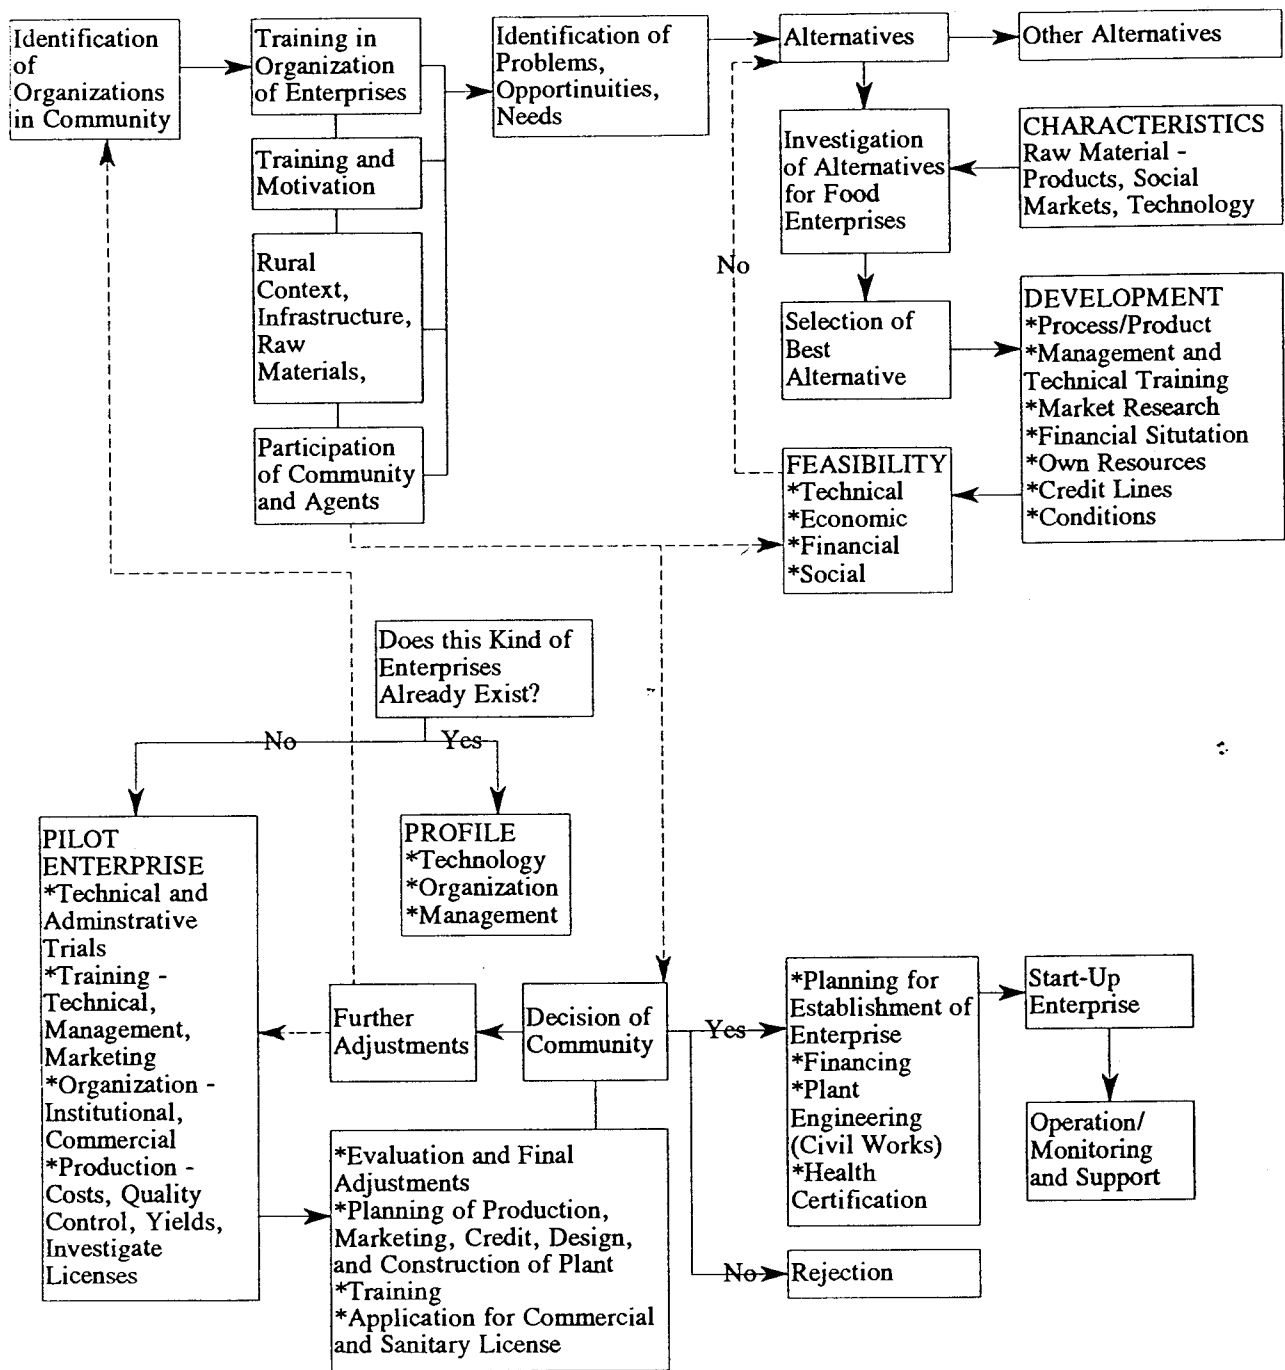 Identification
of
Organizations
in Community
Training in
Organization
of Enterprises
Training and
Motivation
Rural
Context,
Infrastructure,
Raw
Materials,
Participation
of Community
and Agents
Identification of
Problems,
Opportinuities,
Needs
Alternatives
Other Alternatives
Investigation
of Alternatives
for Food
Enterprises
CHARACTERISTICS
Raw Material -
Products, Social
Markets, Technology
No
Selection of
Best
Alternative
DEVELOPMENT
*Process/Product
*Management and
Technical Training
*Market Research
*Financial Situtation
*Own Resources
*Credit Lines
*Conditions
FEASIBILITY
*Technical
*Economic
*Financial
*Social
Does this Kind of
Enterprises
Already Exist?
No
Yes
PILOT
ENTERPRISE
*Technical and
Adminstrative
Trials
*Training -
Technical,
Management,
Marketing
*Organization -
Institutional,
Commercial
*Production -
Costs, Quality
Control, Yields,
Investigate
Licenses
PROFILE
*Technology
*Organization
*Management
Further
Adjustments
Decision of
Community
Yes
*Planning for
Establishment of
Enterprise
*Financing
*Plant
Engineering
(Civil Works)
*Health
Certification
Start-Up
Enterprise
Operation/
Monitoring
and Support
*Evaluation and Final
Adjustments
*Planning of Production,
Marketing, Credit, Design,
and Construction of Plant
*Training
*Application for Commercial
and Sanitary License
No
Rejection